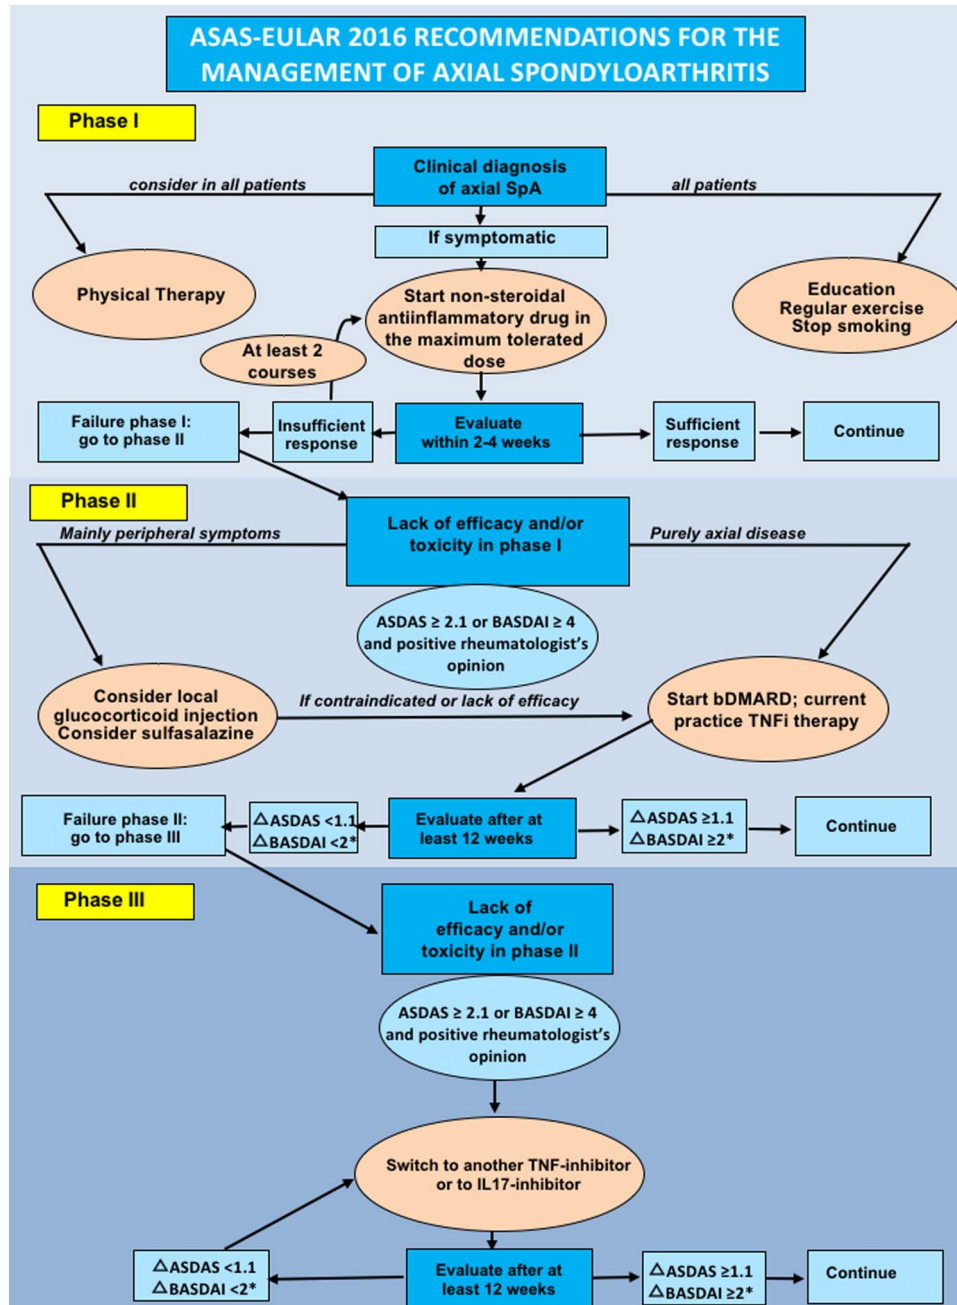 ASAS-EULAR 2016 RECOMMENDATIONS FOR THE
MANAGEMENT OF AXIAL SPONDYLOARTHRITIS
Phase I
Clinical diagnosis
of axial SpA
consider in all patients
all patients
If symptomatic
Physical Therapy
Start non-steroidal
antiinflammatory drug in
the maximum tolerated
dose
Education
Regular exercise
Stop smoking
At least 2
courses
Failure phase I:
go to phase II
Insufficient
response
Evaluate
within 2-4 weeks
Sufficient
response
Continue
Phase II
Lack of efficacy and/or
toxicity in phase I
Mainly peripheral symptoms
Purely axial disease
ASDAS ≥ 2.1 or BASDAI ≥ 4
and positive rheumatologist's
opinion
Consider local
glucocorticoid injection
Consider sulfasalazine
If contraindicated or lack of efficacy
Start bDMARD; current
practice TNFi therapy
Failure phase II:
go to phase III
△ASDAS <1.1
△BASDAI <2*
Evaluate after at
least 12 weeks
△ASDAS ≥1.1
△BASDAI ≥2*
Continue
Phase III
Lack of
efficacy and/or
toxicity in phase II
ASDAS ≥ 2.1 or BASDAI ≥ 4
and positive rheumatologist's
opinion
Switch to another TNF-inhibitor
or to IL17-inhibitor
△ASDAS <1.1
△BASDAI <2*
Evaluate after at
least 12 weeks
△ASDAS ≥1.1
△BASDAI ≥2*
Continue